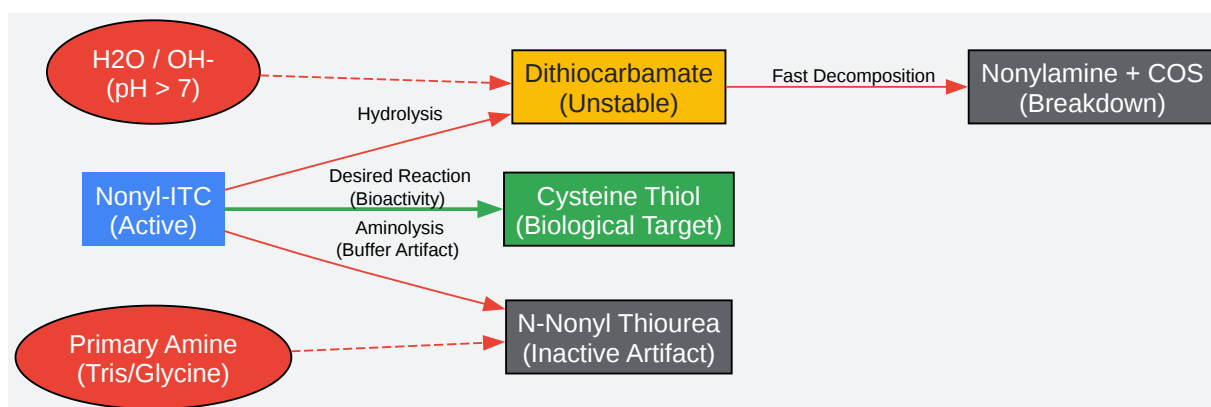 H2O / OH-
(pH > 7)
Dithiocarbamate
(Unstable)
Fast Decomposition
Nonylamine + COS
(Breakdown)
Hydrolysis
Nonyl-ITC
(Active)
Desired Reaction
(Bioactivity)
Cysteine Thiol
(Biological Target)
Aminolysis
(Buffer Artifact)
Primary Amine
(Tris/Glycine)
N-Nonyl Thiourea
(Inactive Artifact)